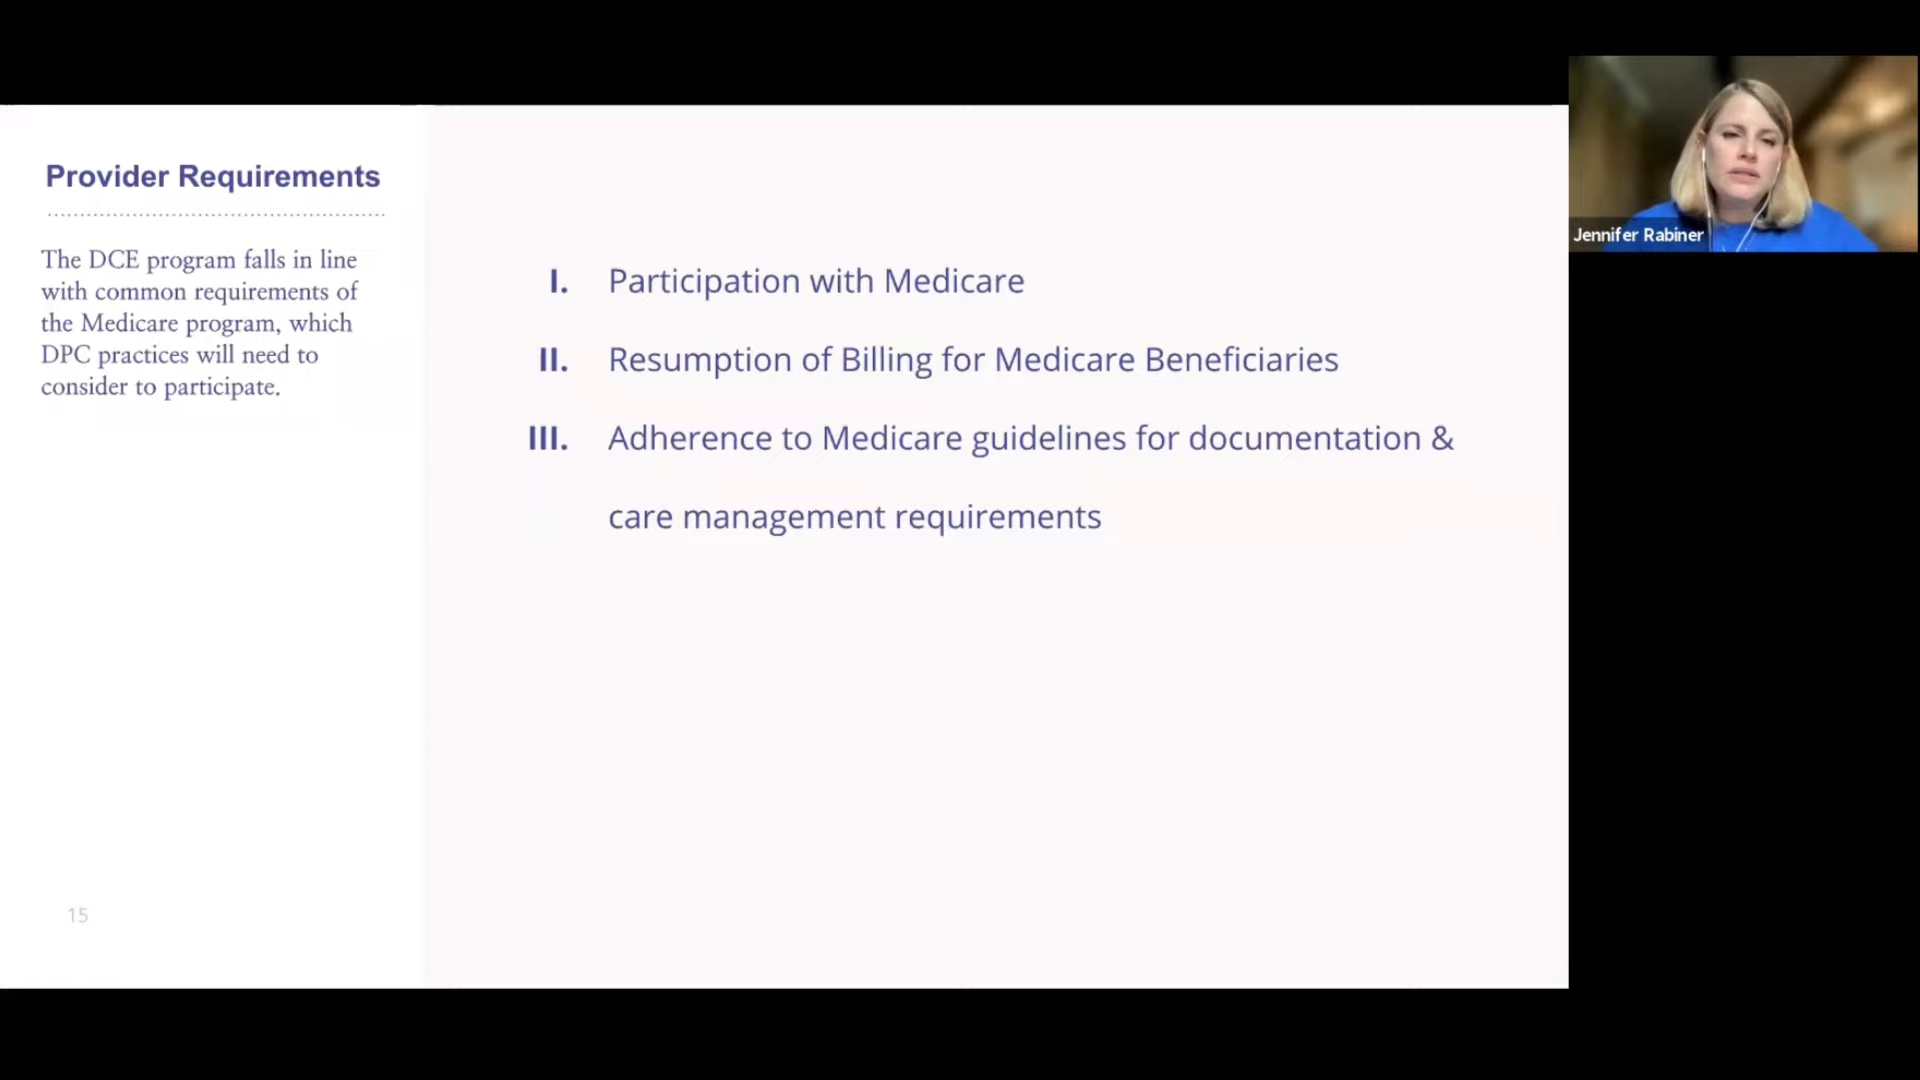 Provider Requirements
The DCE program falls in line
with common requirements of
the Medicare program, which
DPC practices will need to
consider to participate.
I. Participation with Medicare
II. Resumption of Billing for Medicare Beneficiaries
III. Adherence to Medicare guidelines for documentation &
care management requirements
15
Jennifer Rabiner